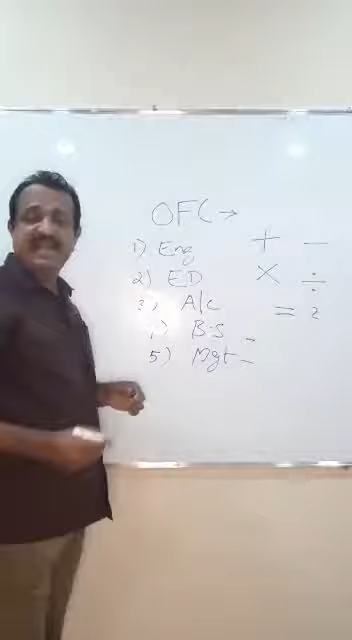 OFC →
1) Eng
2) ED
3) A/C
4) B.S
5) Mgt =
+ −
× ÷
= 2